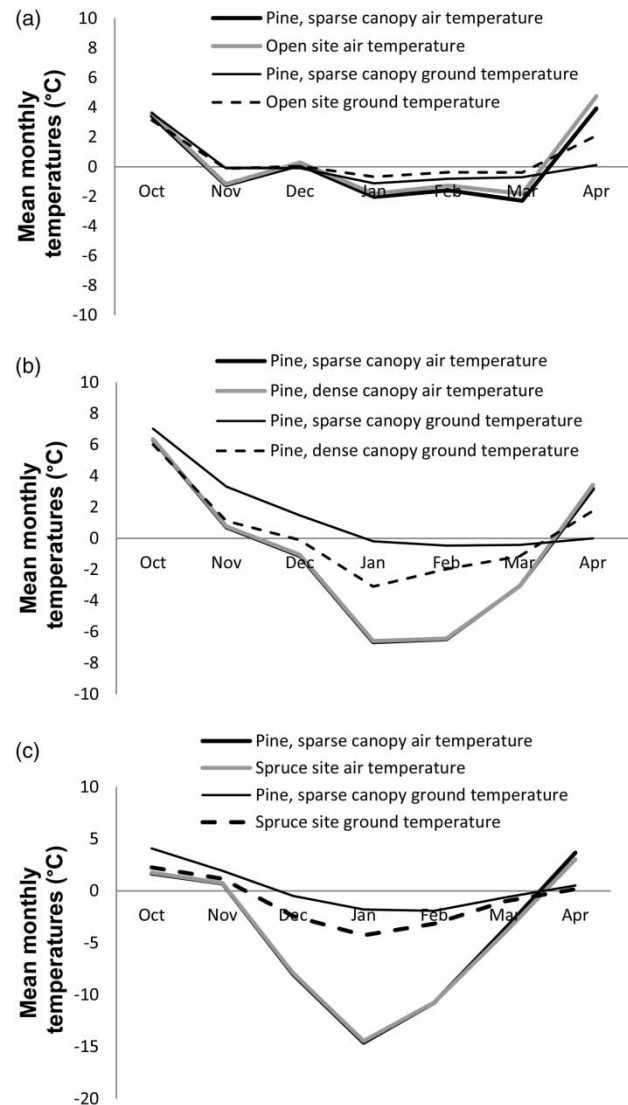 (a)
10
8
6
4
2
0
-2
-4
-6
-8
-10
Mean monthly
temperatures (°C)
Pine, sparse canopy air temperature
Open site air temperature
Pine, sparse canopy ground temperature
Open site ground temperature
Oct Nov Dec Jan Feb Mar Apr
(b)
10
8
6
4
2
0
-2
-4
-6
-8
-10
Mean monthly
temperatures (°C)
Pine, sparse canopy air temperature
Pine, dense canopy air temperature
Pine, sparse canopy ground temperature
Pine, dense canopy ground temperature
Oct Nov Dec Jan Feb Mar Apr
(c)
10
5
0
-5
-10
-15
-20
Mean monthly
temperatures (°C)
Pine, sparse canopy air temperature
Spruce site air temperature
Pine, sparse canopy ground temperature
Spruce site ground temperature
Oct Nov Dec Jan Feb Mar Apr